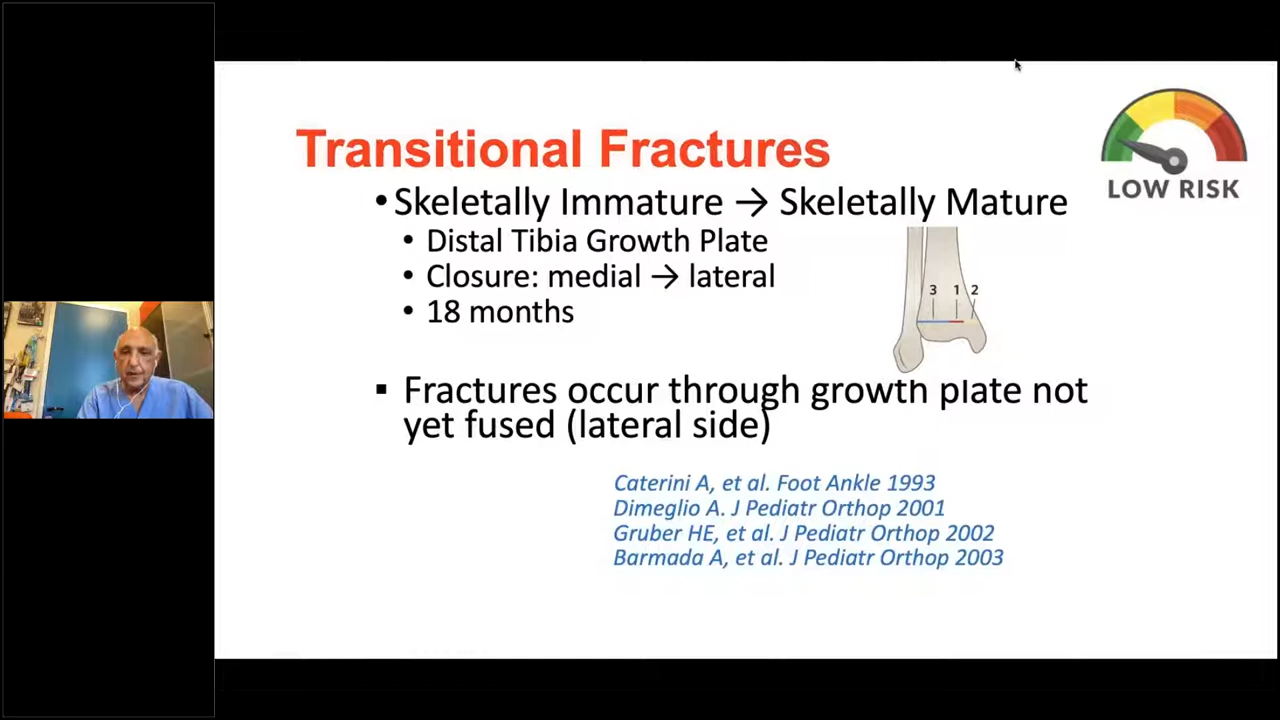 Transitional Fractures
LOW RISK
•Skeletally Immature → Skeletally Mature
• Distal Tibia Growth Plate
• Closure: medial → lateral
• 18 months
3 1 2
▪ Fractures occur through growth plate not
yet fused (lateral side)
Caterini A, et al. Foot Ankle 1993
Dimeglio A. J Pediatr Orthop 2001
Gruber HE, et al. J Pediatr Orthop 2002
Barmada A, et al. J Pediatr Orthop 2003